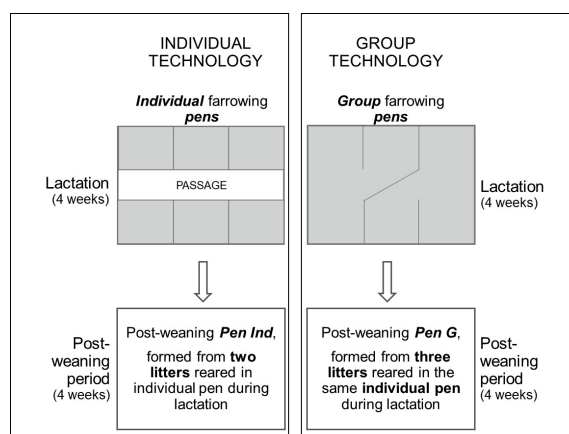 INDIVIDUAL
TECHNOLOGY
Individual farrowing
pens
PASSAGE
Lactation
(4 weeks)
Post-
weaning
period
(4 weeks)
Post-weaning Pen Ind,
formed from two
litters reared in
individual pen during
lactation
GROUP
TECHNOLOGY
Group farrowing
pens
Lactation
(4 weeks)
Post-weaning Pen G,
formed from three
litters reared in the
same individual pen
during lactation
Post-
weaning
period
(4 weeks)